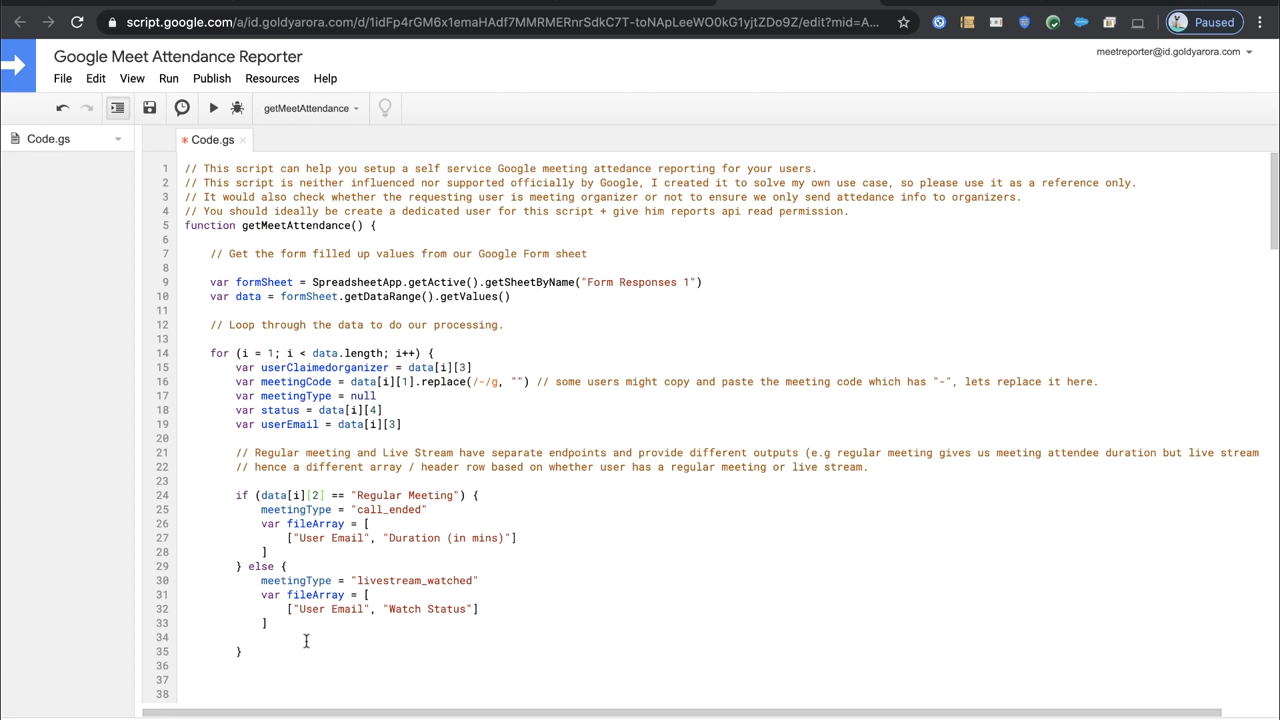 script.google.com/a/id.goldyarora.com/d/1idFp4rGM6x1emaHAdf7MMRMERnrSdkC7T-toNApLeeWO0kG1yjtZDo9Z/edit?mid=A...
Paused
Google Meet Attendance Reporter
meetreporter@id.goldyarora.com
File Edit View Run Publish Resources Help
getMeetAttendance
Code.gs
* Code.gs ×
1 // This script can help you setup a self service Google meeting attedance reporting for your users.
2 // This script is neither influenced nor supported officially by Google, I created it to solve my own use case, so please use it as a reference only.
3 // It would also check whether the requesting user is meeting organizer or not to ensure we only send attedance info to organizers.
4 // You should ideally be create a dedicated user for this script + give him reports api read permission.
5 function getMeetAttendance() {
6
7 // Get the form filled up values from our Google Form sheet
8
9 var formSheet = SpreadsheetApp.getActive().getSheetByName("Form Responses 1")
10 var data = formSheet.getDataRange().getValues()
11
12 // Loop through the data to do our processing.
13
14 for (i = 1; i < data.length; i++) {
15 var userClaimedorganizer = data[i][3]
16 var meetingCode = data[i][1].replace(/-/g, "") // some users might copy and paste the meeting code which has "-", lets replace it here.
17 var meetingType = null
18 var status = data[i][4]
19 var userEmail = data[i][3]
20
21 // Regular meeting and Live Stream have separate endpoints and provide different outputs (e.g regular meeting gives us meeting attendee duration but live stream
22 // hence a different array / header row based on whether user has a regular meeting or live stream.
23
24 if (data[i][2] == "Regular Meeting") {
25 meetingType = "call_ended"
26 var fileArray = [
27 ["User Email", "Duration (in mins)"]
28 ]
29 } else {
30 meetingType = "livestream_watched"
31 var fileArray = [
32 ["User Email", "Watch Status"]
33 ]
34
35 }
36
37
38